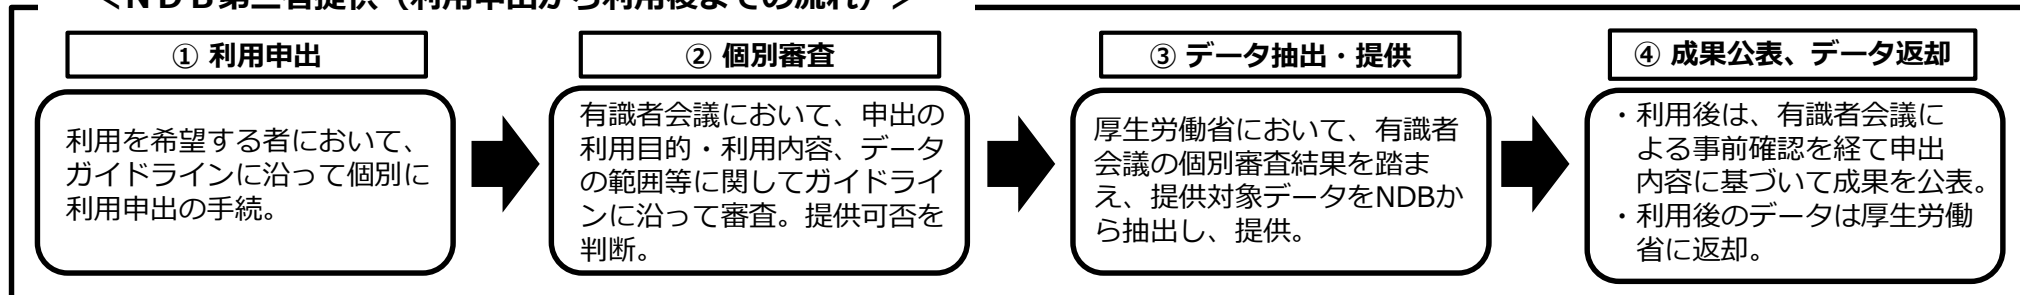 ＜ＮＤＢ第三者提供（利用申出から利用後までの流れ）＞
① 利用申出
利用を希望する者において、
ガイドラインに沿って個別に
利用申出の手続。
② 個別審査
有識者会議において、申出の
利用目的・利用内容、データ
の範囲等に関してガイドライ
ンに沿って審査。提供可否を
判断。
③ データ抽出・提供
厚生労働省において、有識者
会議の個別審査結果を踏ま
え、提供対象データをNDBか
ら抽出し、提供。
④ 成果公表、データ返却
・利用後は、有識者会議に
よる事前確認を経て申出
内容に基づいて成果を公表。
・利用後のデータは厚生労働
省に返却。